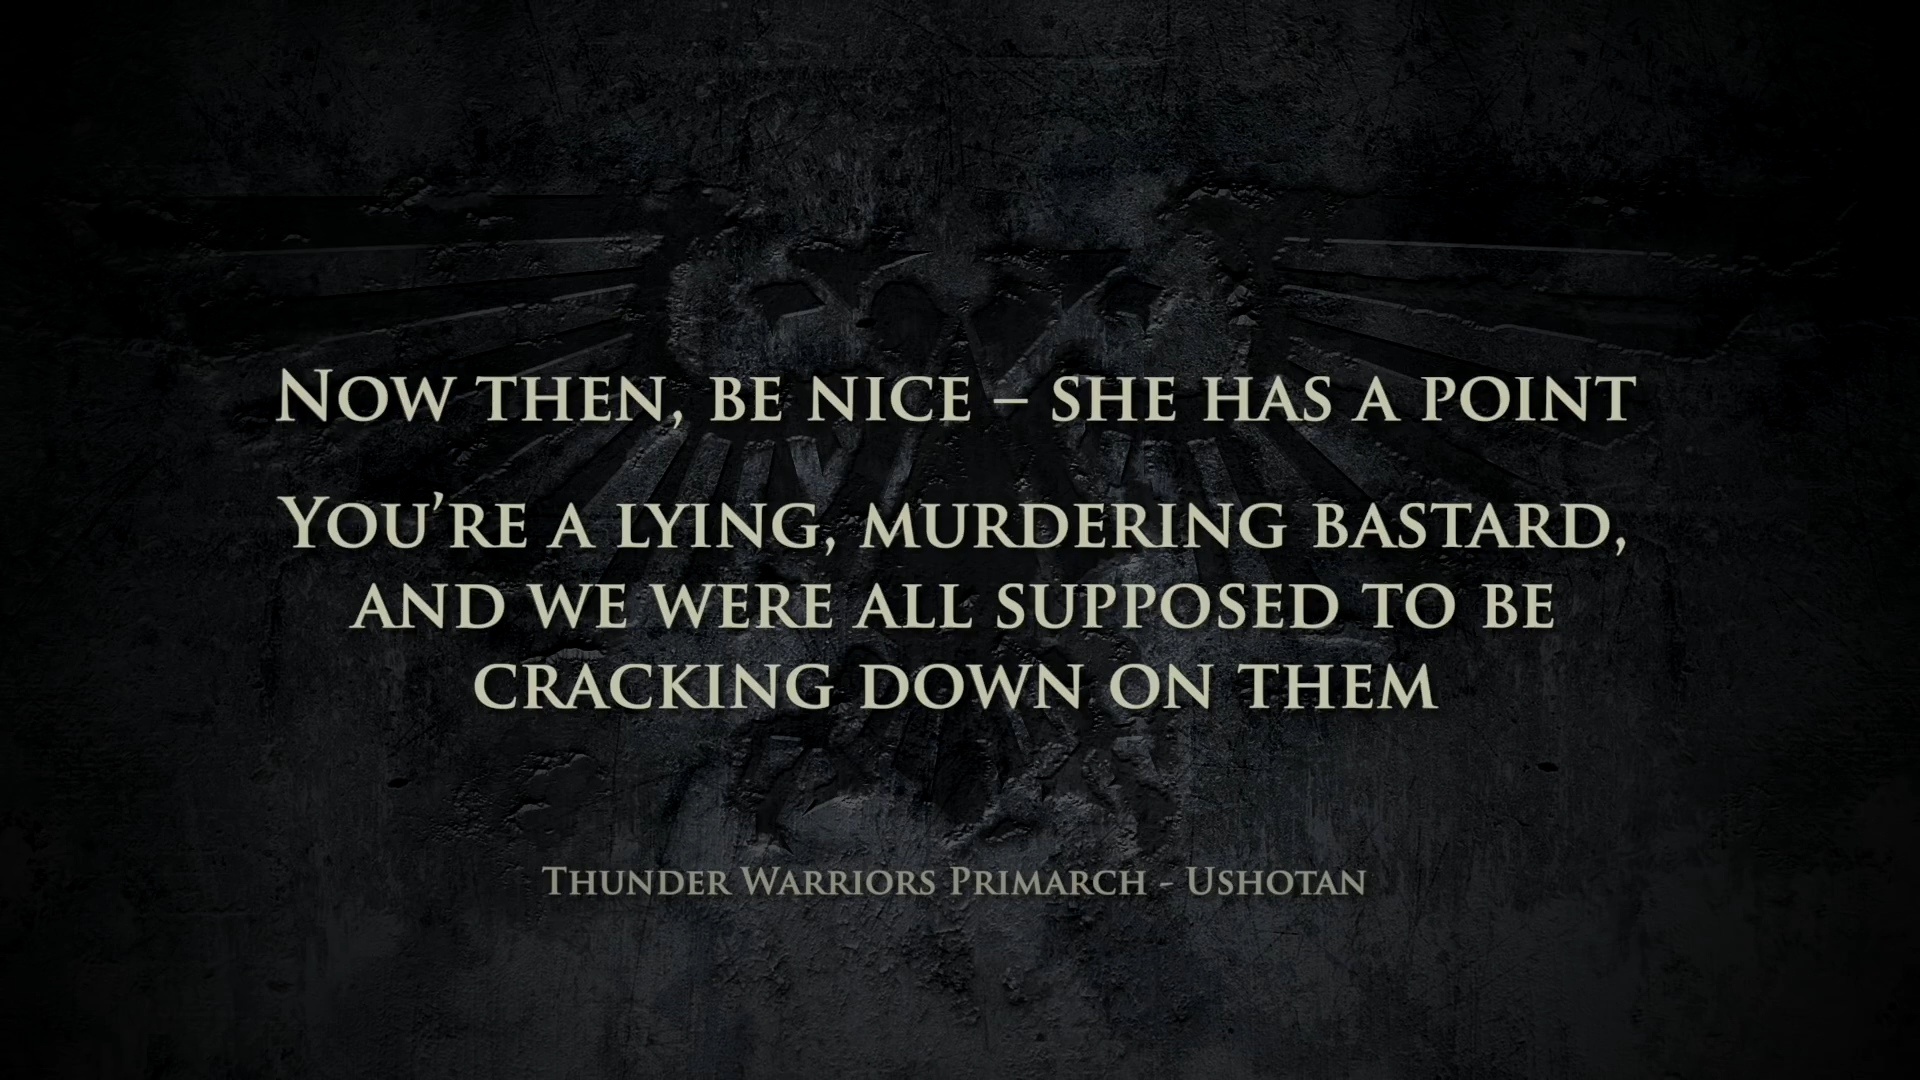 Now then, be nice – she has a point
You're a lying, murdering bastard,
and we were all supposed to be
cracking down on them
Thunder Warriors Primarch - Ushotan